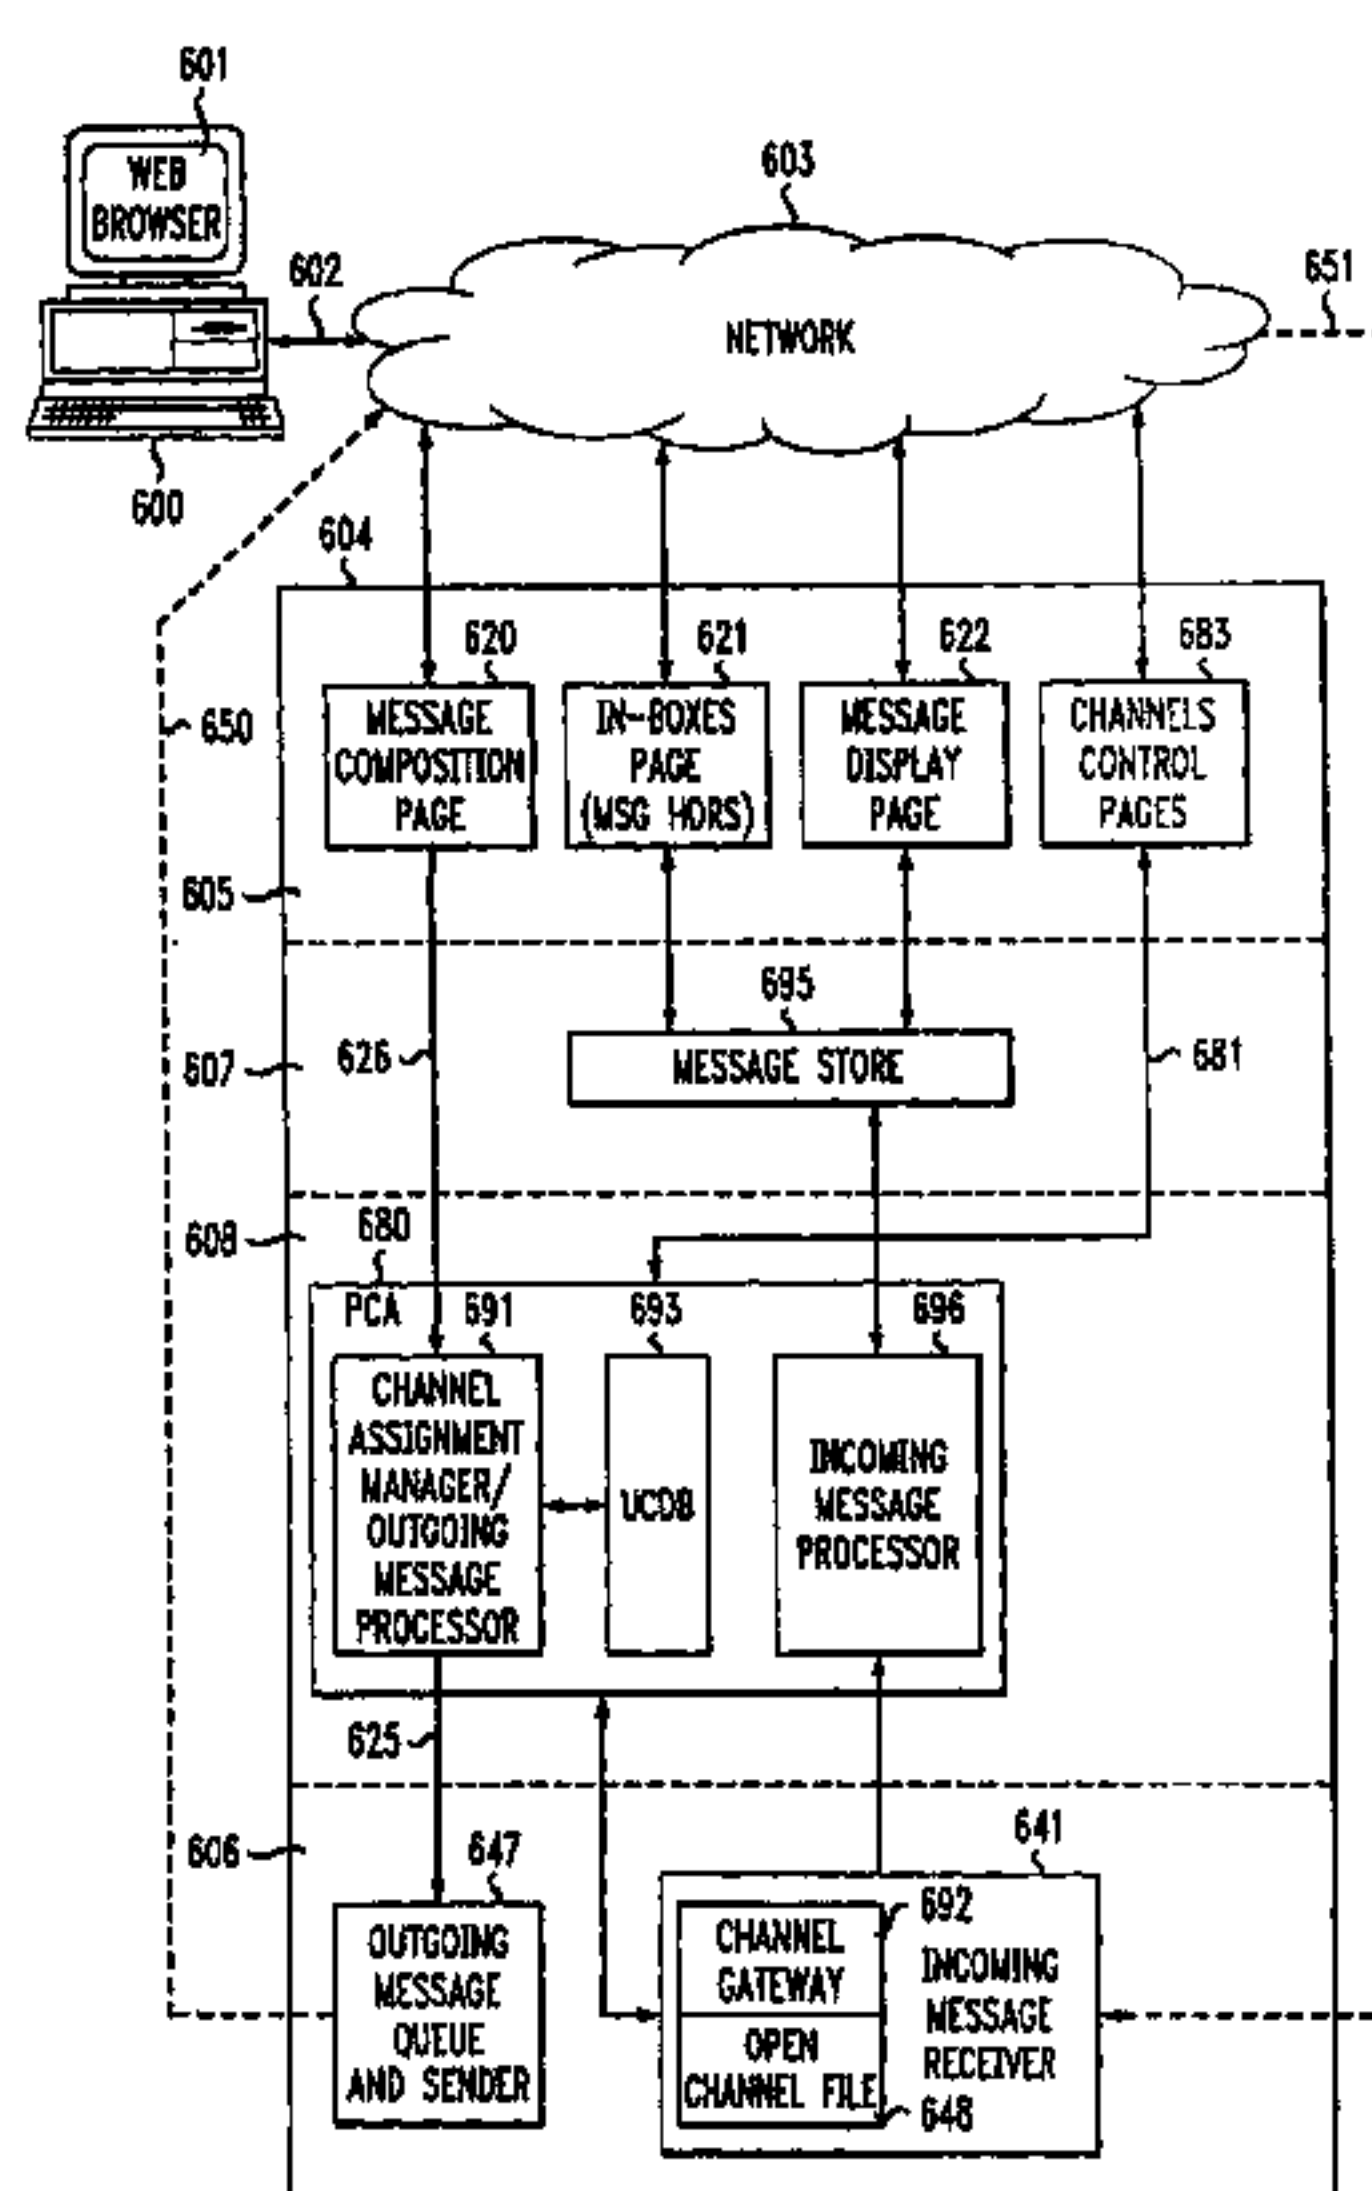 601
WEB
BROWSER
603
602
651
NETWORK
600
604
620
621
622
683
650
MESSAGE
COMPOSITION
PAGE
IN-BOXES
PAGE
(MSG HDRS)
MESSAGE
DISPLAY
PAGE
CHANNELS
CONTROL
PAGES
605
695
626
MESSAGE STORE
681
607
608
680
PCA
691
693
696
CHANNEL
ASSIGNMENT
MANAGER/
OUTGOING
MESSAGE
PROCESSOR
UCDB
INCOMING
MESSAGE
PROCESSOR
625
606
647
641
OUTGOING
MESSAGE
QUEUE
AND SENDER
CHANNEL
GATEWAY
692
OPEN
CHANNEL FILE
648
INCOMING
MESSAGE
RECEIVER